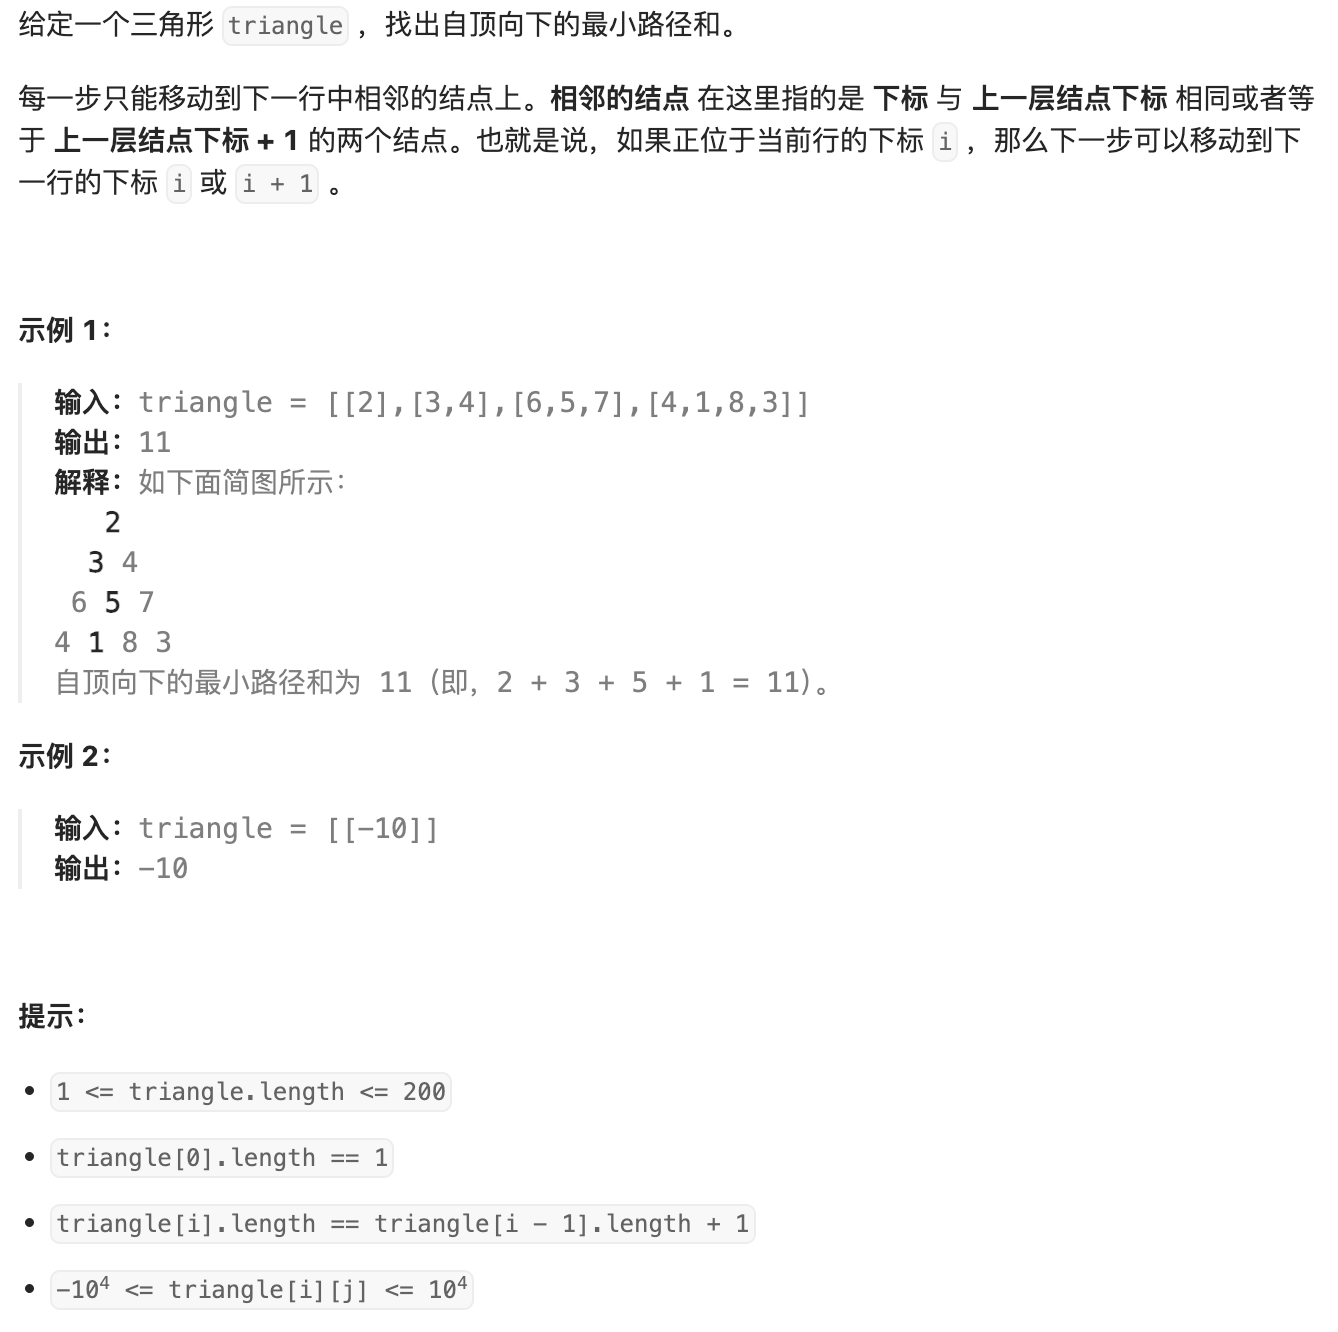 给定一个三角形 triangle ，找出自顶向下的最小路径和。
每一步只能移动到下一行中相邻的结点上。相邻的结点 在这里指的是 下标 与 上一层结点下标 相同或者等
于 上一层结点下标 + 1 的两个结点。也就是说，如果正位于当前行的下标 i ，那么下一步可以移动到下
一行的下标 i 或 i + 1 。
示例 1：
输入：triangle = [[2],[3,4],[6,5,7],[4,1,8,3]]
输出：11
解释：如下面简图所示：
2
3 4
6 5 7
4 1 8 3
自顶向下的最小路径和为 11（即，2 + 3 + 5 + 1 = 11）。
示例 2：
输入：triangle = [[-10]]
输出：-10
提示：
• 1 <= triangle.length <= 200
• triangle[0].length == 1
• triangle[i].length == triangle[i - 1].length + 1
• -10⁴ <= triangle[i][j] <= 10⁴